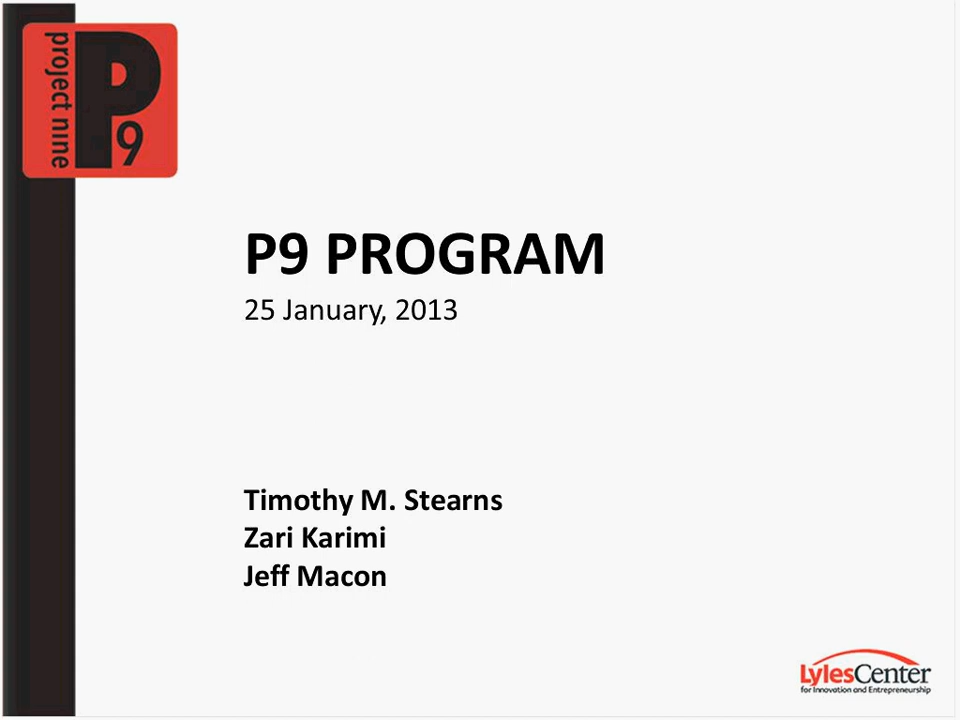 project nine
P9
P9 PROGRAM
25 January, 2013
Timothy M. Stearns
Zari Karimi
Jeff Macon
LylesCenter
for Innovation and Entrepreneurship